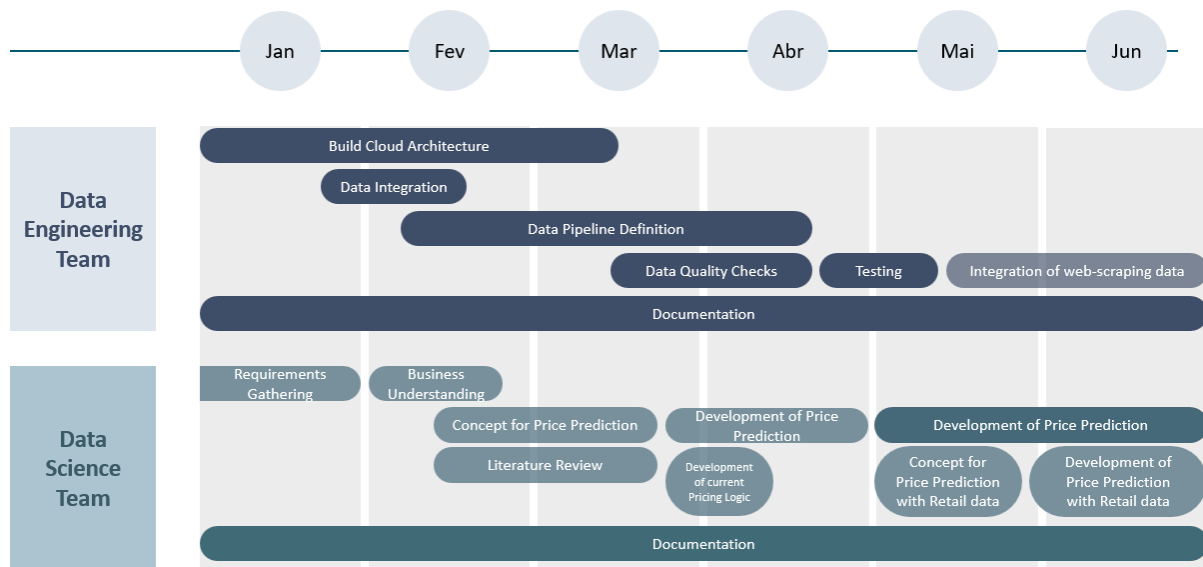 Jan
Fev
Mar
Abr
Mai
Jun
Data
Engineering
Team
Build Cloud Architecture
Data Integration
Data Pipeline Definition
Data Quality Checks
Testing
Integration of web-scraping data
Documentation
Data
Science
Team
Requirements
Gathering
Business
Understanding
Concept for Price Prediction
Development of Price
Prediction
Development of Price Prediction
Literature Review
Development
of current
Pricing Logic
Concept for
Price Prediction
with Retail data
Development of
Price Prediction
with Retail data
Documentation